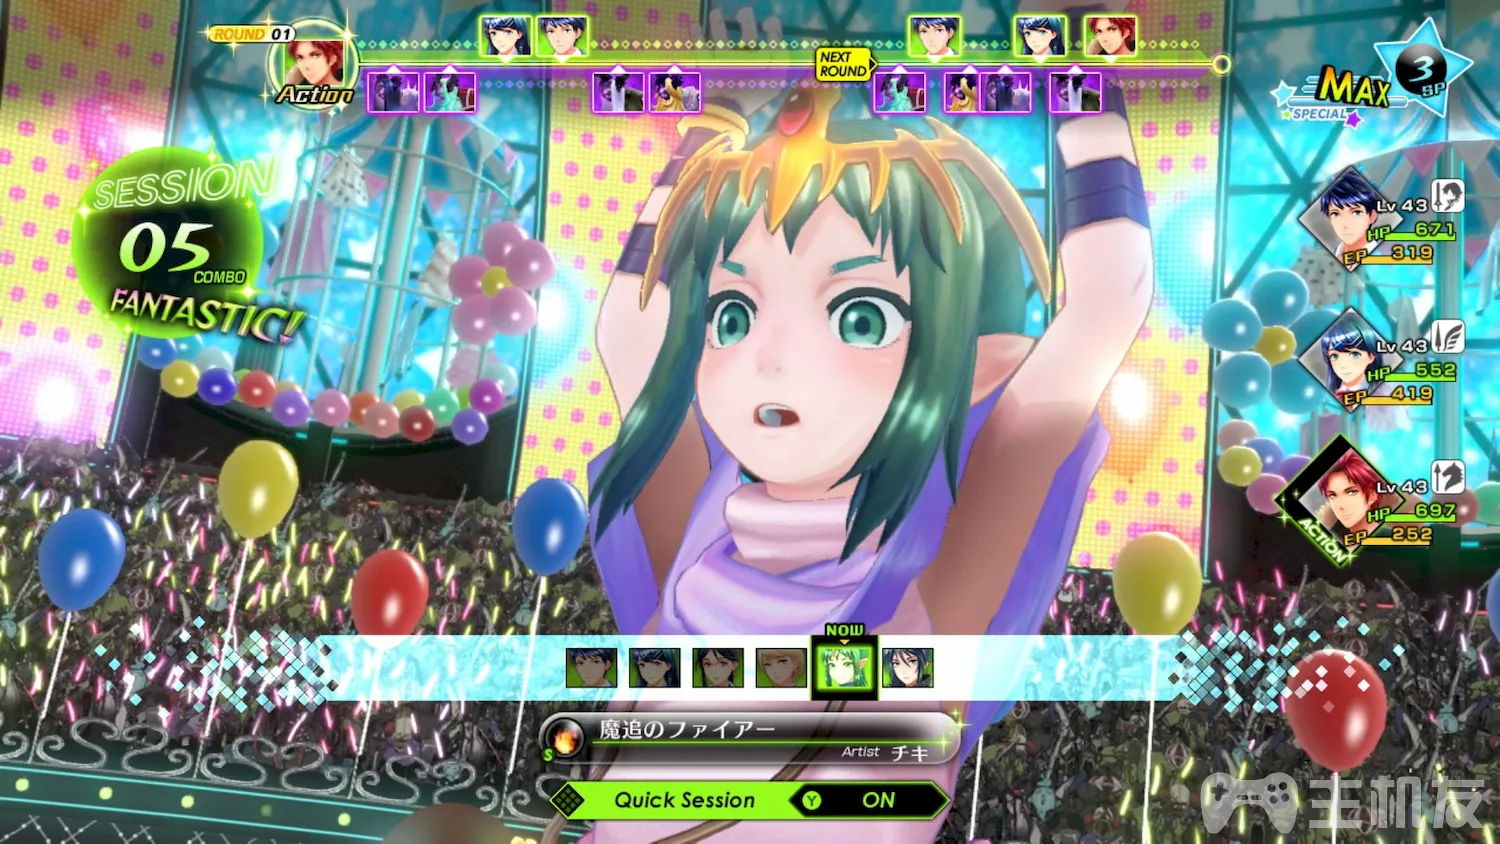 ROUND 01
Action
NEXT
ROUND
MAX
SPECIAL
3
SP
SESSION
05
COMBO
FANTASTIC!
Lv 43
HP 671
EP 319
Lv 43
HP 552
EP 419
Lv 43
HP 697
EP 252
ACTION
NOW
魔追のファイアー
S
Artist チキ
Quick Session Y ON
主机友